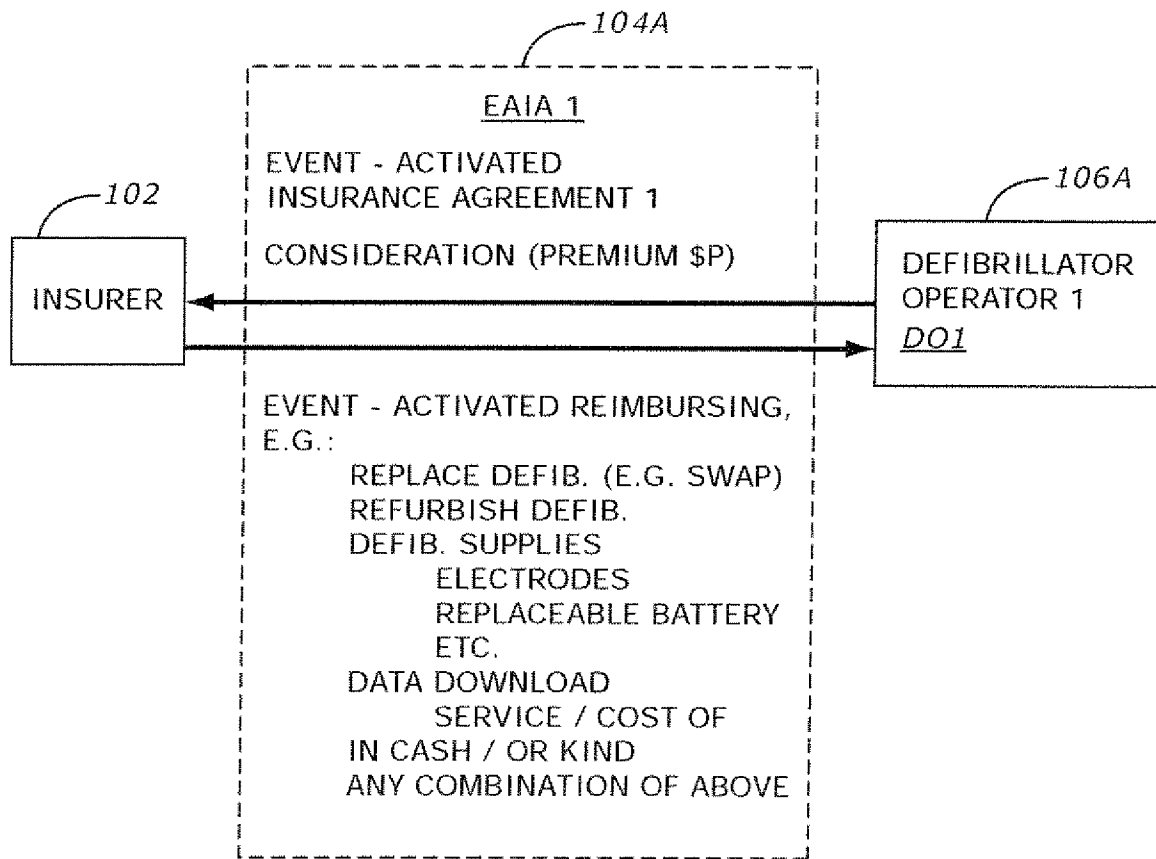 104A
EAIA 1
EVENT - ACTIVATED
INSURANCE AGREEMENT 1
102
106A
CONSIDERATION (PREMIUM $P)
INSURER
DEFIBRILLATOR
OPERATOR 1
DO1
EVENT - ACTIVATED REIMBURSING,
E.G.:
REPLACE DEFIB. (E.G. SWAP)
REFURBISH DEFIB.
DEFIB. SUPPLIES
ELECTRODES
REPLACEABLE BATTERY
ETC.
DATA DOWNLOAD
SERVICE / COST OF
IN CASH / OR KIND
ANY COMBINATION OF ABOVE